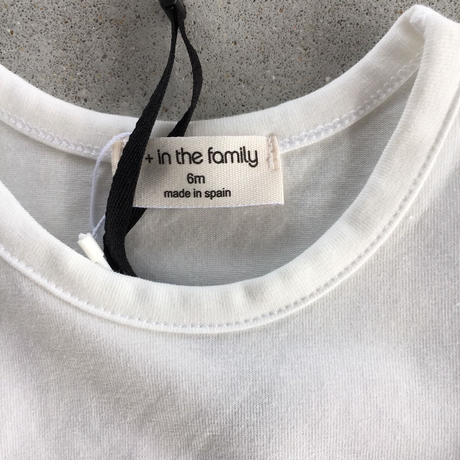 + in the family
6m
made in spain